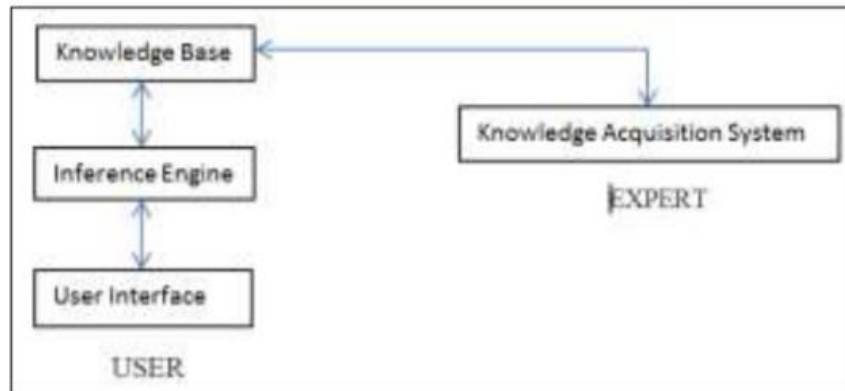 Knowledge Base
Knowledge Acquisition System
Inference Engine
EXPERT
User Interface
USER